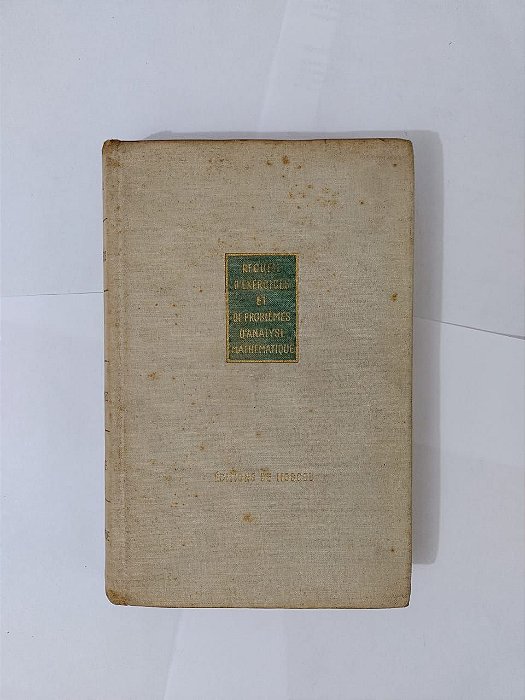 RECUEIL
D'EXERCICES
ET
DE PROBLÈMES
D'ANALYSE
MATHÉMATIQUE
ÉDITIONS DE MOSCOU